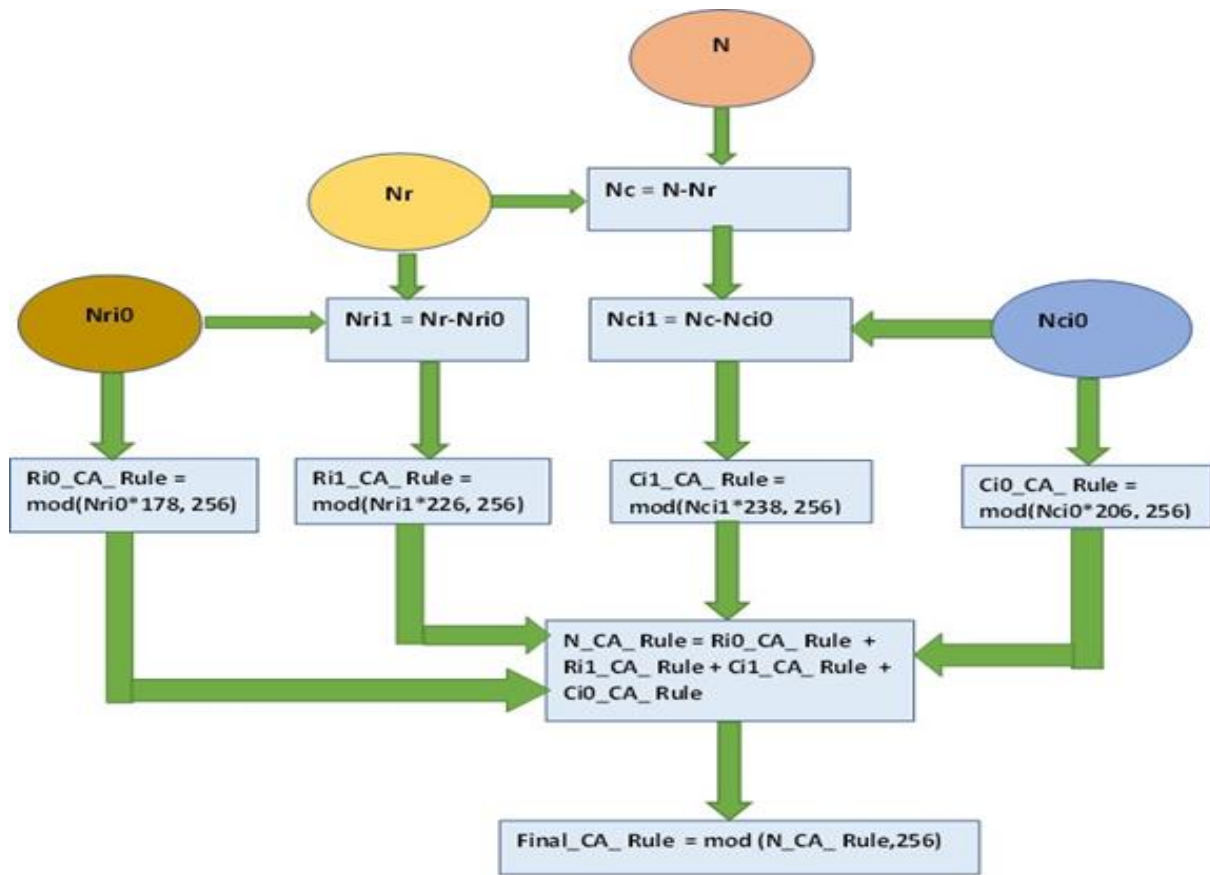 N
Nr
Nc = N-Nr
Nri0
Nri1 = Nr-Nri0
Nci1 = Nc-Nci0
Nci0
Ri0_CA_ Rule =
mod(Nri0*178, 256)
Ri1_CA_ Rule =
mod(Nri1*226, 256)
Ci1_CA_ Rule =
mod(Nci1*238, 256)
Ci0_CA_ Rule =
mod(Nci0*206, 256)
N_CA_ Rule = Ri0_CA_ Rule +
Ri1_CA_ Rule + Ci1_CA_ Rule +
Ci0_CA_ Rule
Final_CA_ Rule = mod (N_CA_ Rule,256)